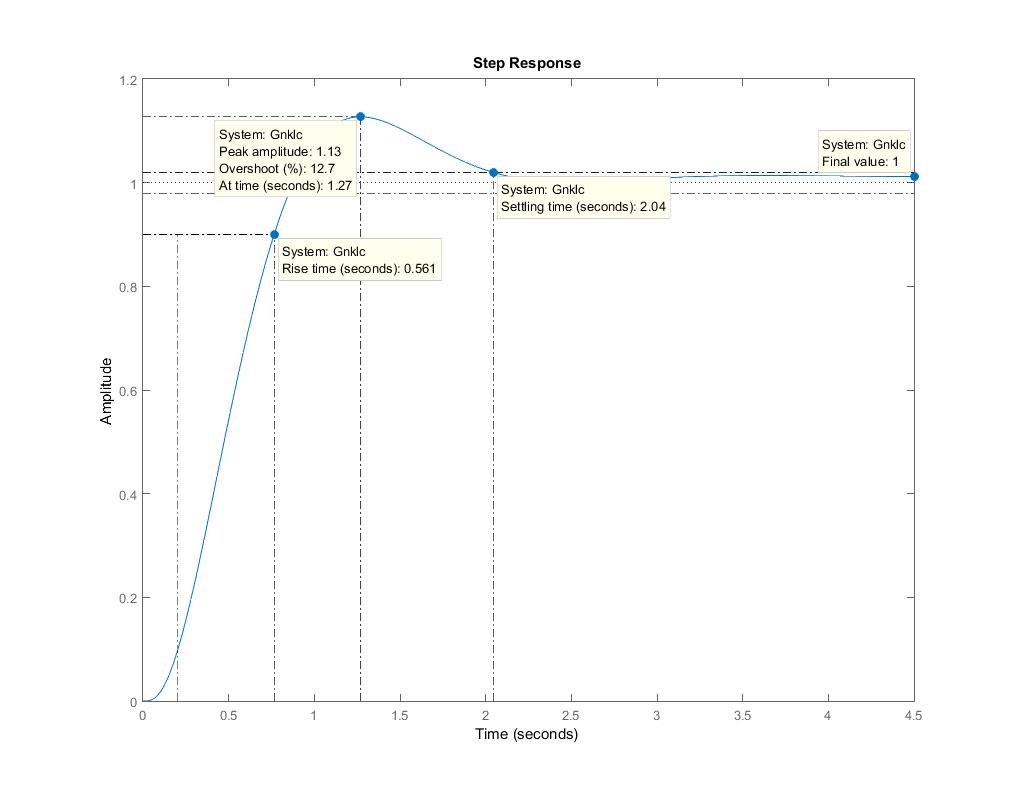 Step Response
1.2
System: Gnklc
Peak amplitude: 1.13
Overshoot (%): 12.7
At time (seconds): 1.27
System: Gnklc
Final value: 1
1
System: Gnklc
Settling time (seconds): 2.04
System: Gnklc
Rise time (seconds): 0.561
0.8
0.6
Amplitude
0.4
0.2
0
0 0.5 1 1.5 2 2.5 3 3.5 4 4.5
Time (seconds)